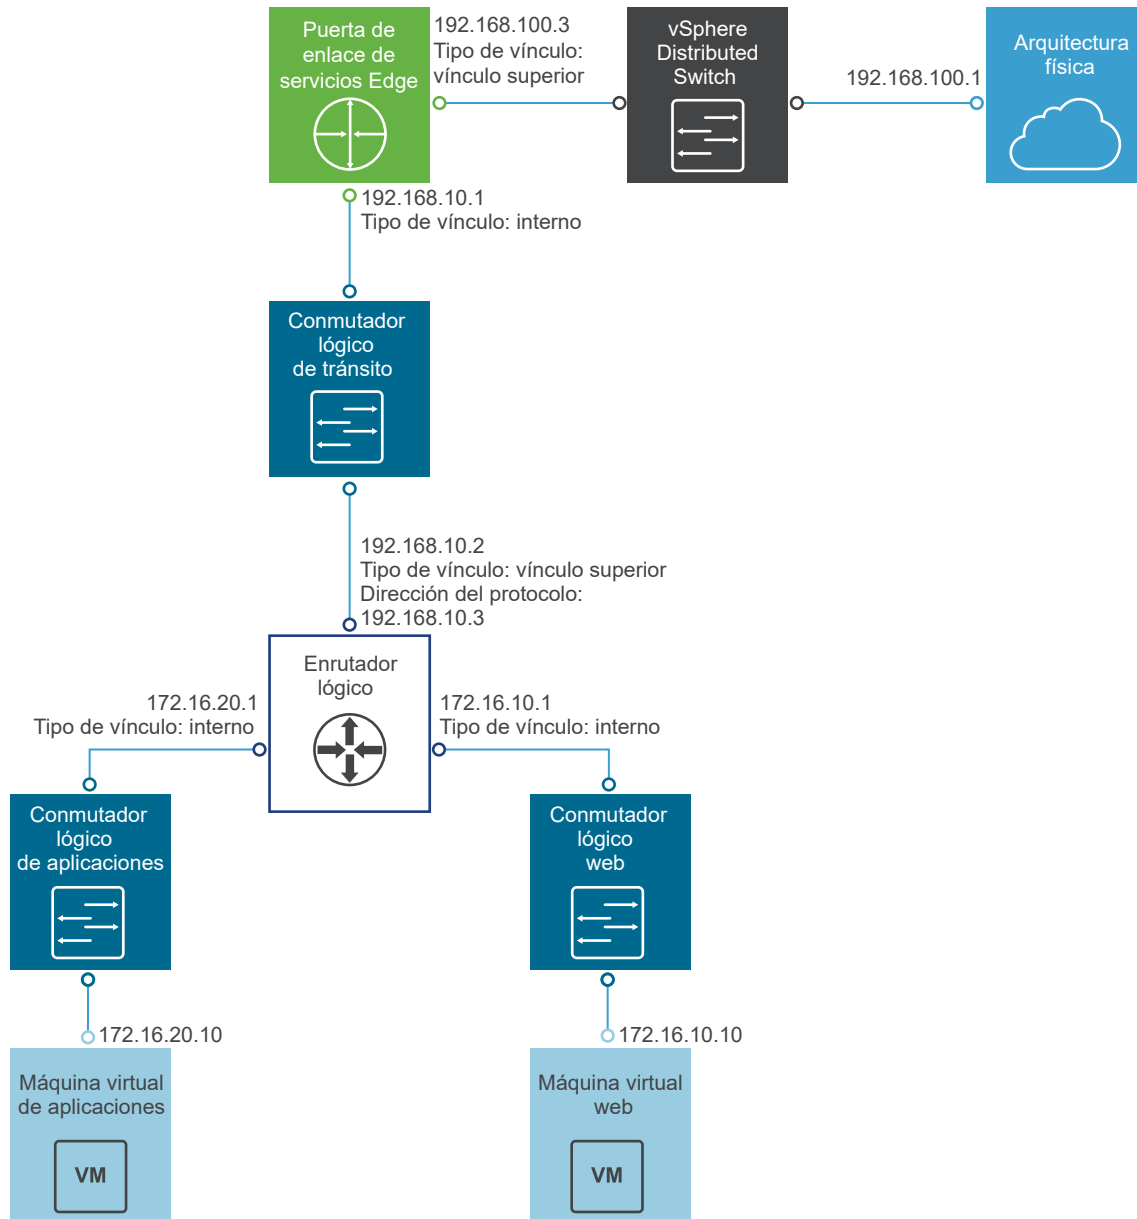 Puerta de
enlace de
servicios Edge
192.168.100.3
Tipo de vínculo:
vínculo superior
vSphere
Distributed
Switch
192.168.100.1
Arquitectura
física
192.168.10.1
Tipo de vínculo: interno
Conmutador
lógico
de tránsito
192.168.10.2
Tipo de vínculo: vínculo superior
Dirección del protocolo:
192.168.10.3
Enrutador
lógico
172.16.20.1
Tipo de vínculo: interno
172.16.10.1
Tipo de vínculo: interno
Conmutador
lógico
de aplicaciones
Conmutador
lógico
web
172.16.20.10
172.16.10.10
Máquina virtual
de aplicaciones
VM
Máquina virtual
web
VM